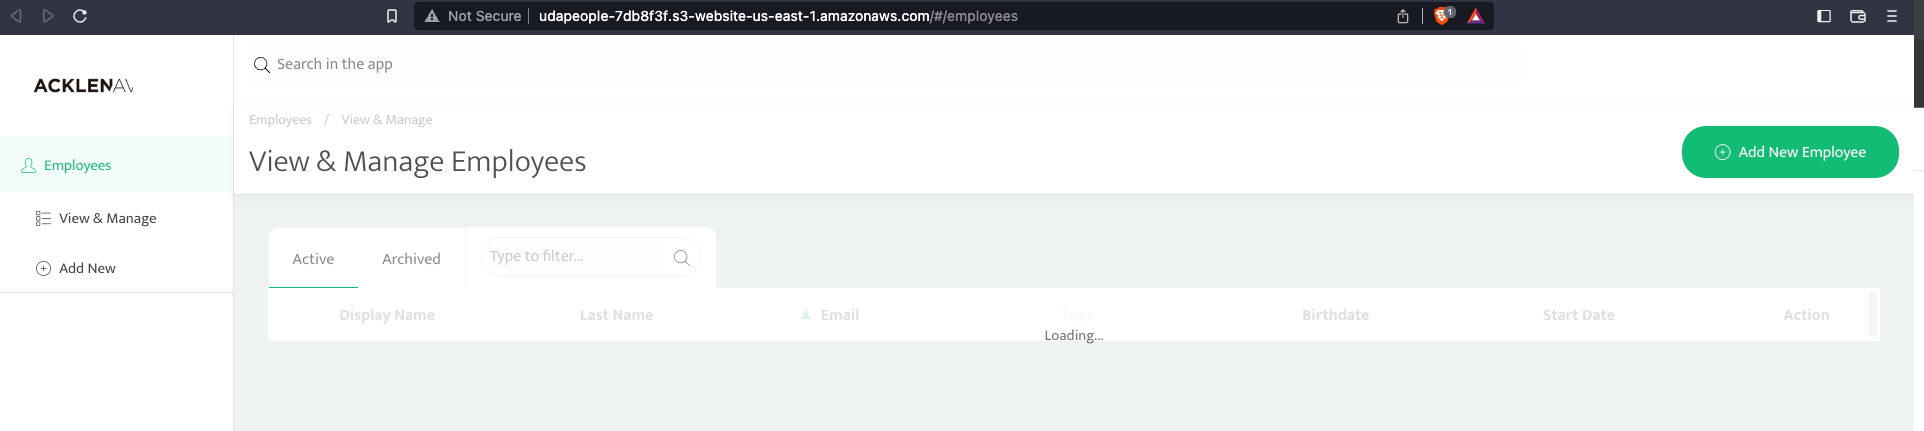 Not Secure
udapeople-7db8f3f.s3-website-us-east-1.amazonaws.com/#/employees
1
ACKLENAV
Search in the app
Employees / View & Manage
View & Manage Employees
Add New Employee
Employees
View & Manage
Add New
Active
Archived
Type to filter...
Display Name
Last Name
Email
Tags
Birthdate
Start Date
Action
Loading...